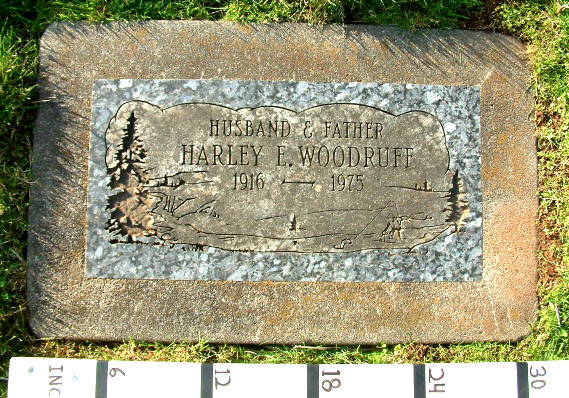 HUSBAND & FATHER
HARLEY E. WOODRUFF
1916 — 1975
INC 6 12 18 24 30